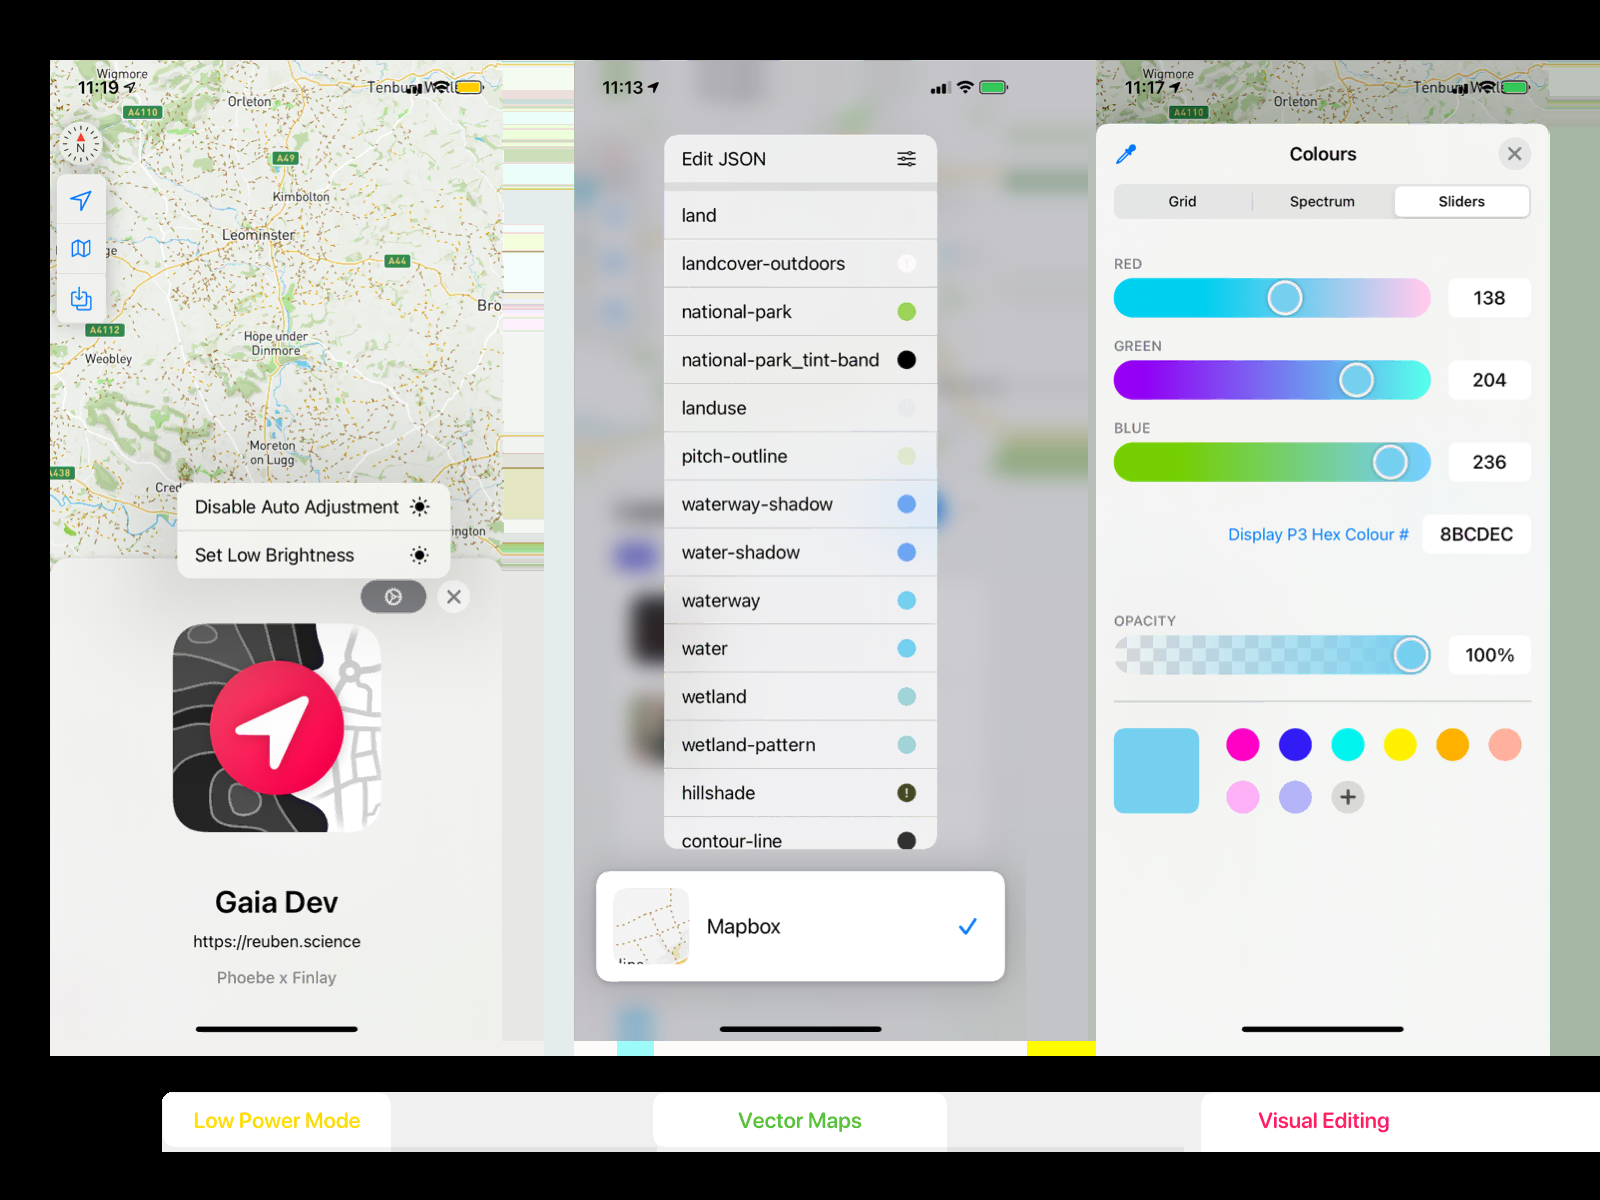 Wigmore
11:19
Orleton
A4110
A49
N
Kimbolton
Leominster
A44
Bro
A4112
Hope under
Dinmore
Weobley
Moreton
on Lugg
A438
Cred
ington
Disable Auto Adjustment
Set Low Brightness
Gaia Dev
https://reuben.science
Phoebe x Finlay
Low Power Mode
11:13
Edit JSON
land
landcover-outdoors
national-park
national-park_tint-band
landuse
pitch-outline
waterway-shadow
water-shadow
waterway
water
wetland
wetland-pattern
hillshade
contour-line
Mapbox
Vector Maps
Wigmore
11:17
Orleton
A4110
Colours
Grid Spectrum Sliders
RED
138
GREEN
204
BLUE
236
Display P3 Hex Colour # 8BCDEC
OPACITY
100%
Visual Editing